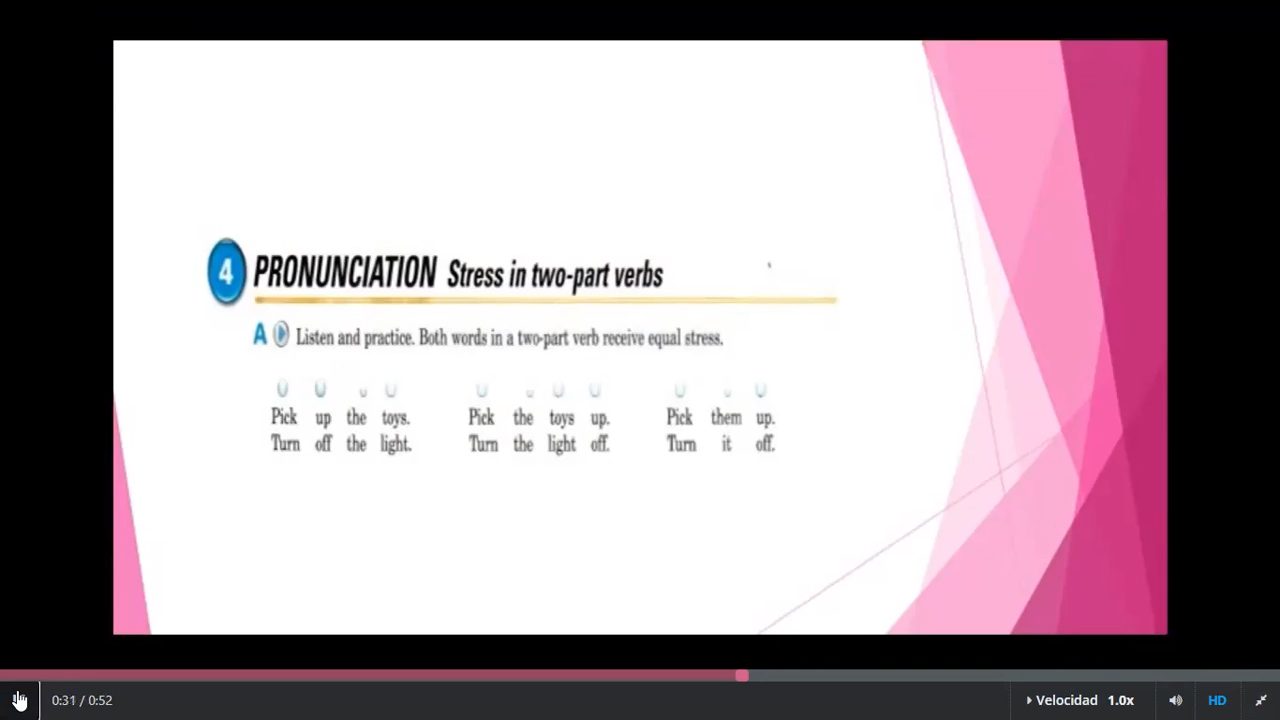 4 PRONUNCIATION Stress in two-part verbs
A Listen and practice. Both words in a two-part verb receive equal stress.
Pick up the toys. Pick the toys up. Pick them up.
Turn off the light. Turn the light off. Turn it off.
0:31 / 0:52 Velocidad 1.0x HD